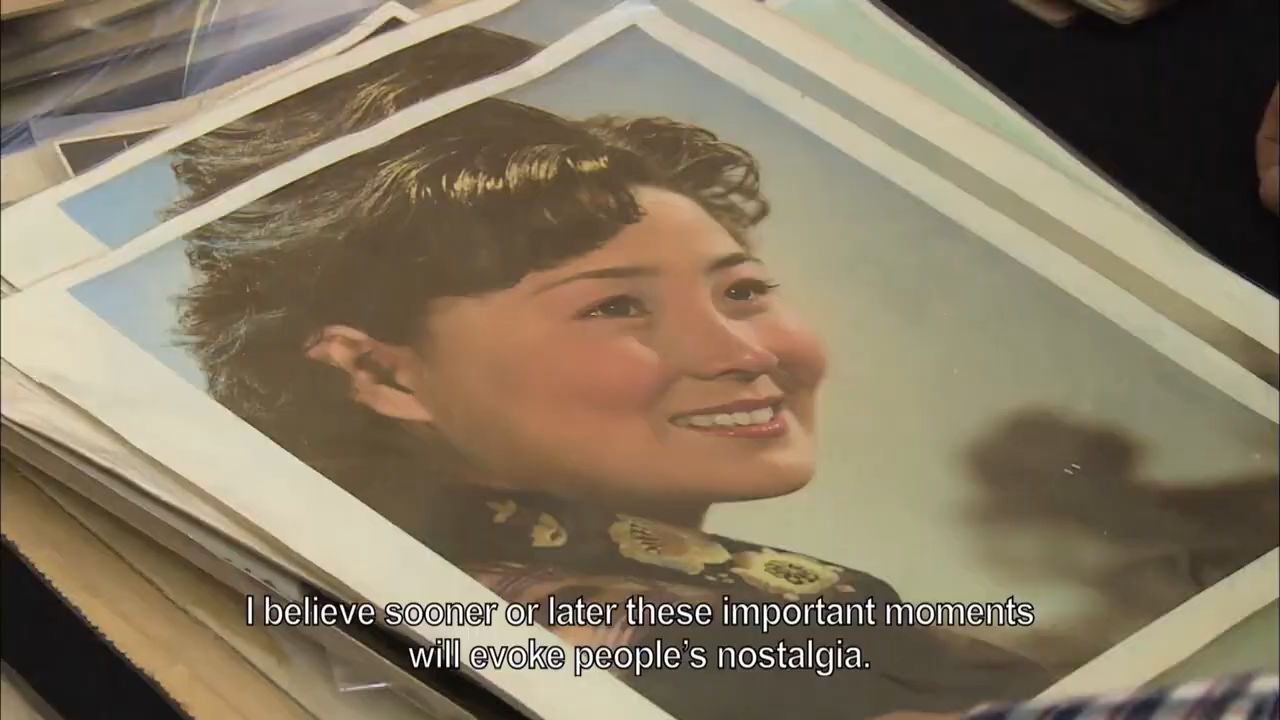 I believe sooner or later these important moments
will evoke people's nostalgia.